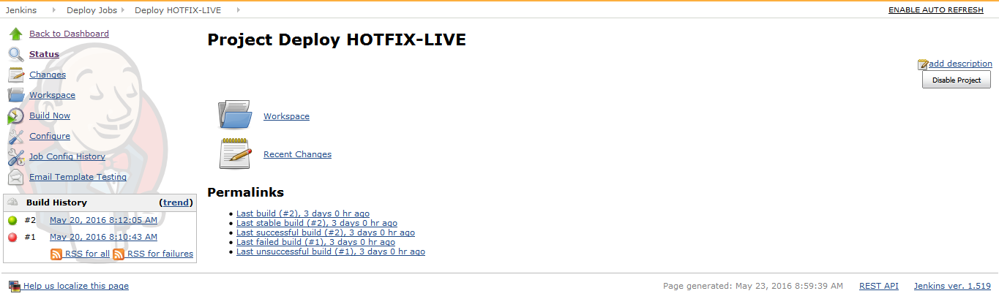 Jenkins Deploy Jobs Deploy HOTFIX-LIVE ENABLE AUTO REFRESH
Back to Dashboard
Status
Changes
Workspace
Build Now
Configure
Job Config History
Email Template Testing
Build History (trend)
#2 May 20, 2016 8:12:05 AM
#1 May 20, 2016 8:10:43 AM
RSS for all RSS for failures
Project Deploy HOTFIX-LIVE
add description
Disable Project
Workspace
Recent Changes
Permalinks
Last build (#2), 3 days 0 hr ago
Last stable build (#2), 3 days 0 hr ago
Last successful build (#2), 3 days 0 hr ago
Last failed build (#1), 3 days 0 hr ago
Last unsuccessful build (#1), 3 days 0 hr ago
Help us localize this page Page generated: May 23, 2016 8:59:39 AM REST API Jenkins ver. 1.519